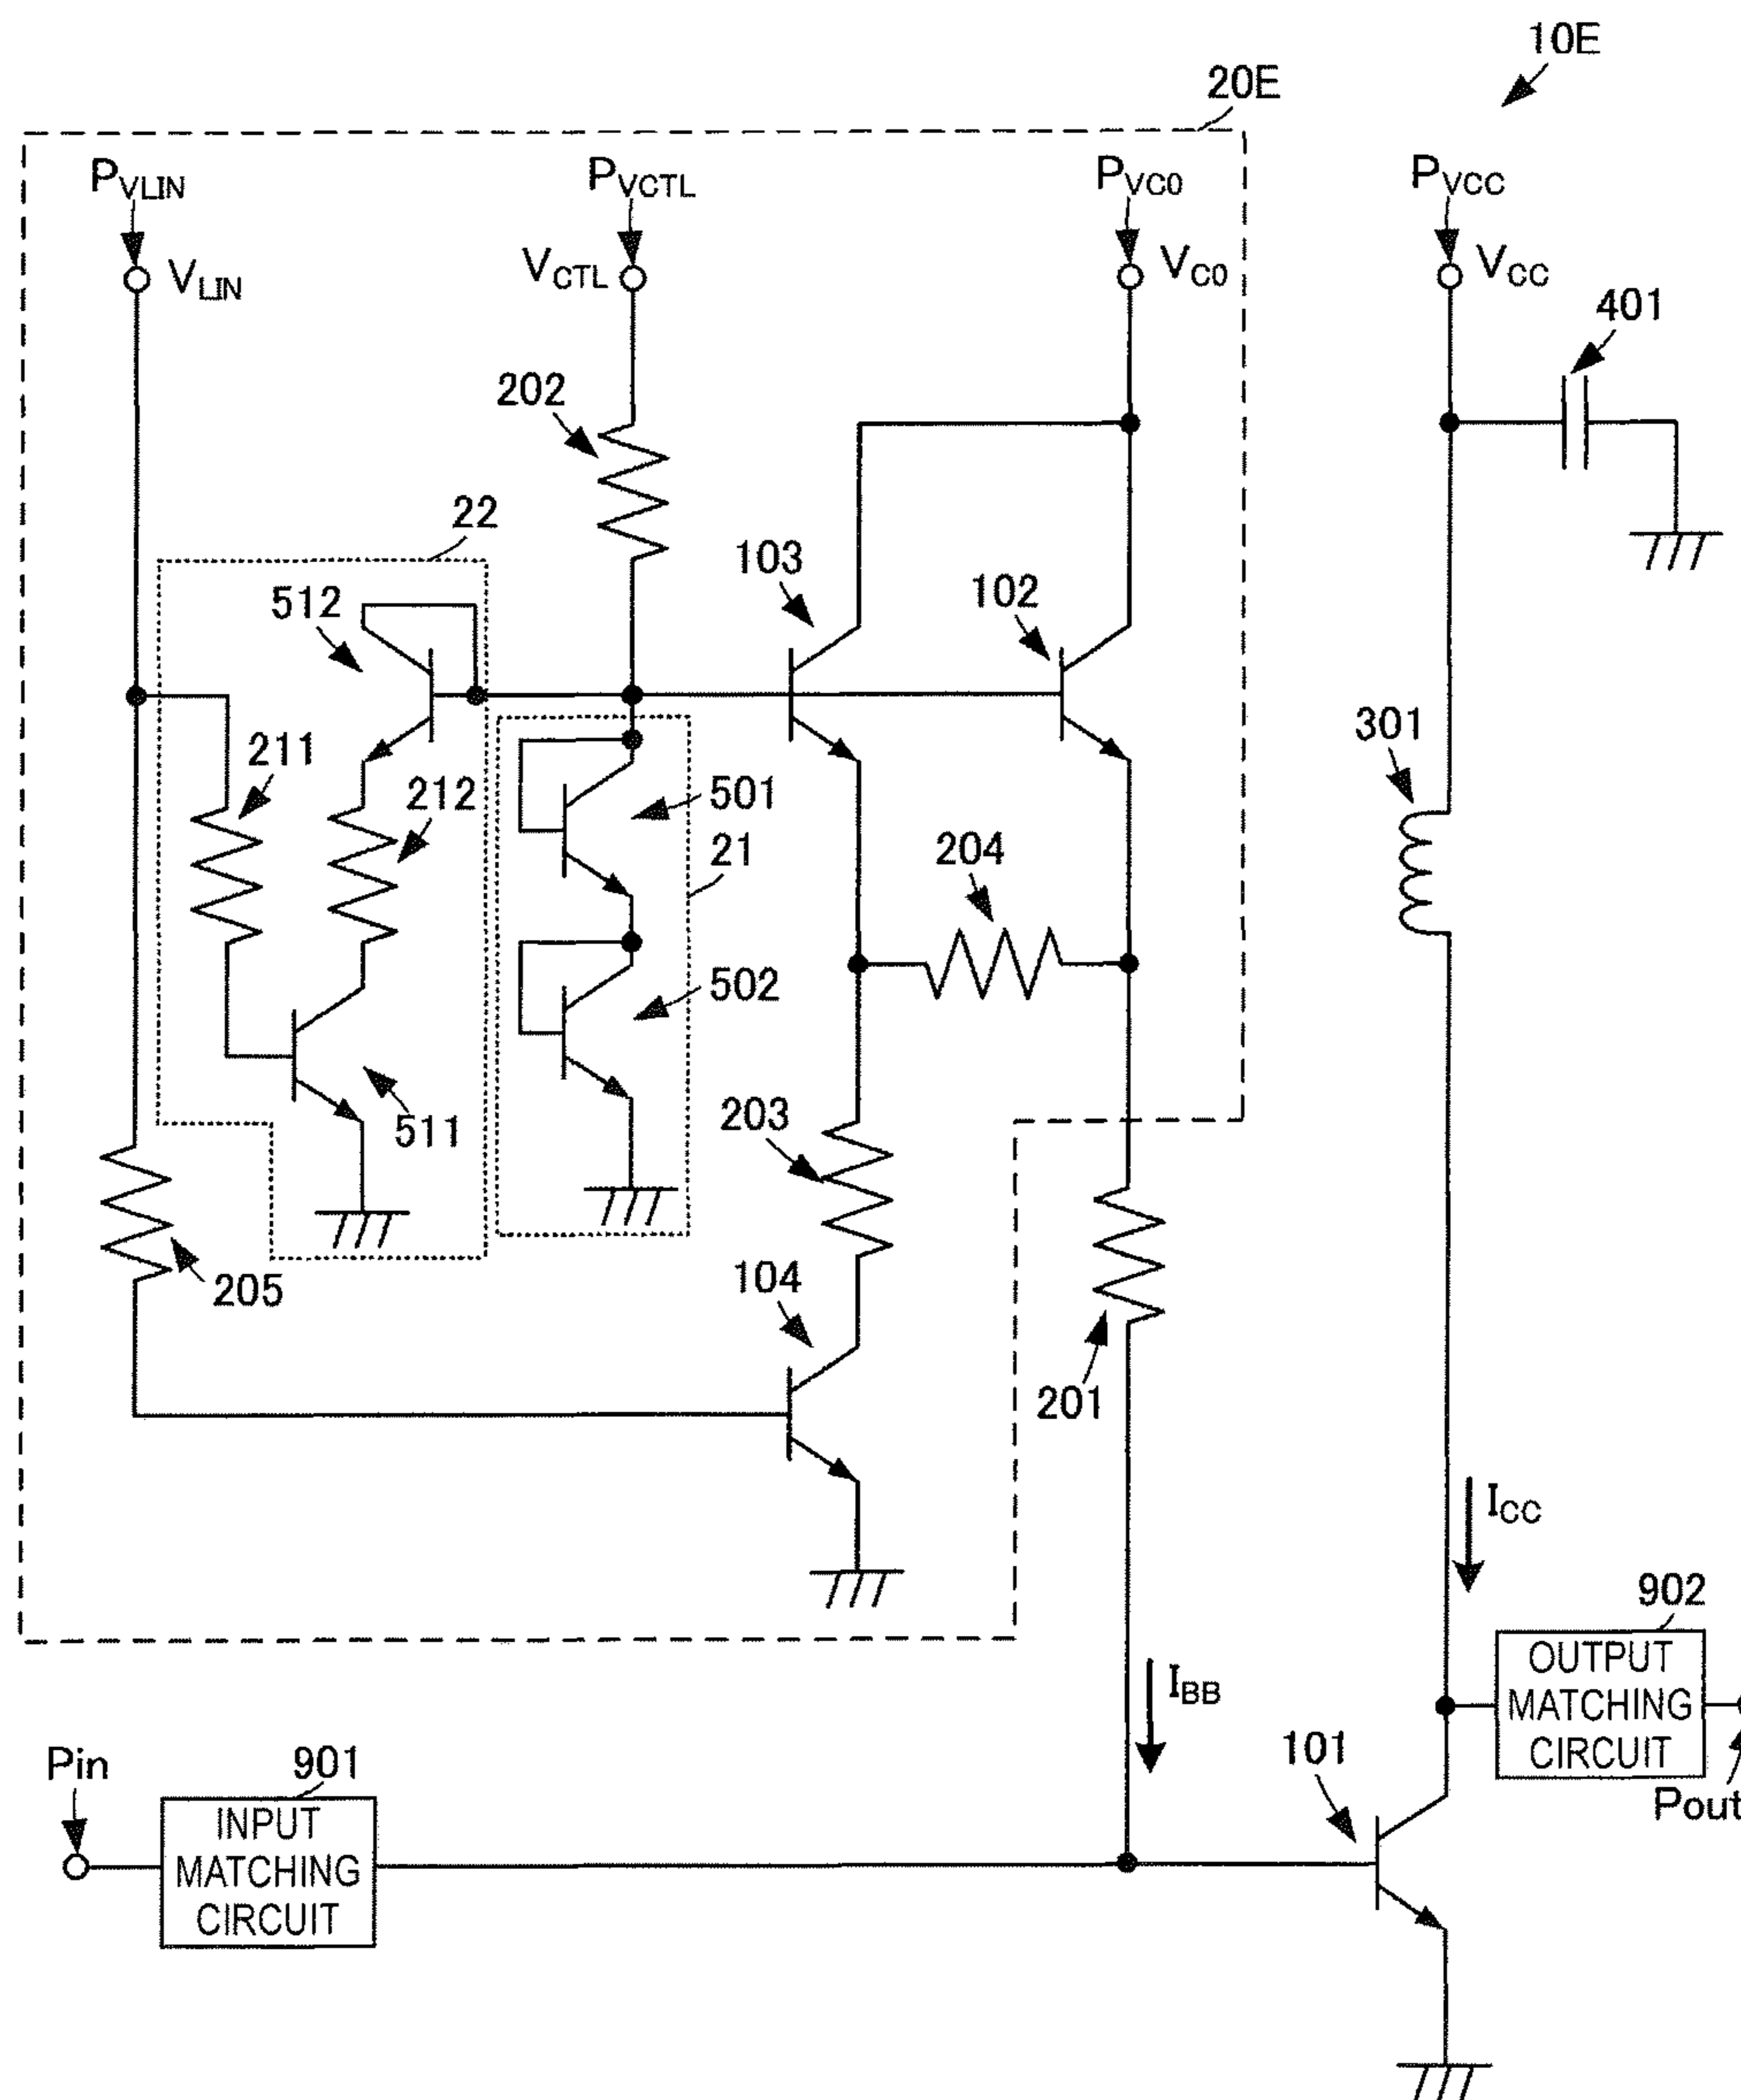 10E
20E
PVLIN
PVCTL
PVC0
PVCC
VLIN
VCTL
VC0
VCC
401
202
22
103
512
102
211
212
501
301
21
204
502
511
203
205
104
201
ICC
902
OUTPUT
MATCHING
CIRCUIT
IBB
Pin
901
101
Pout
INPUT
MATCHING
CIRCUIT